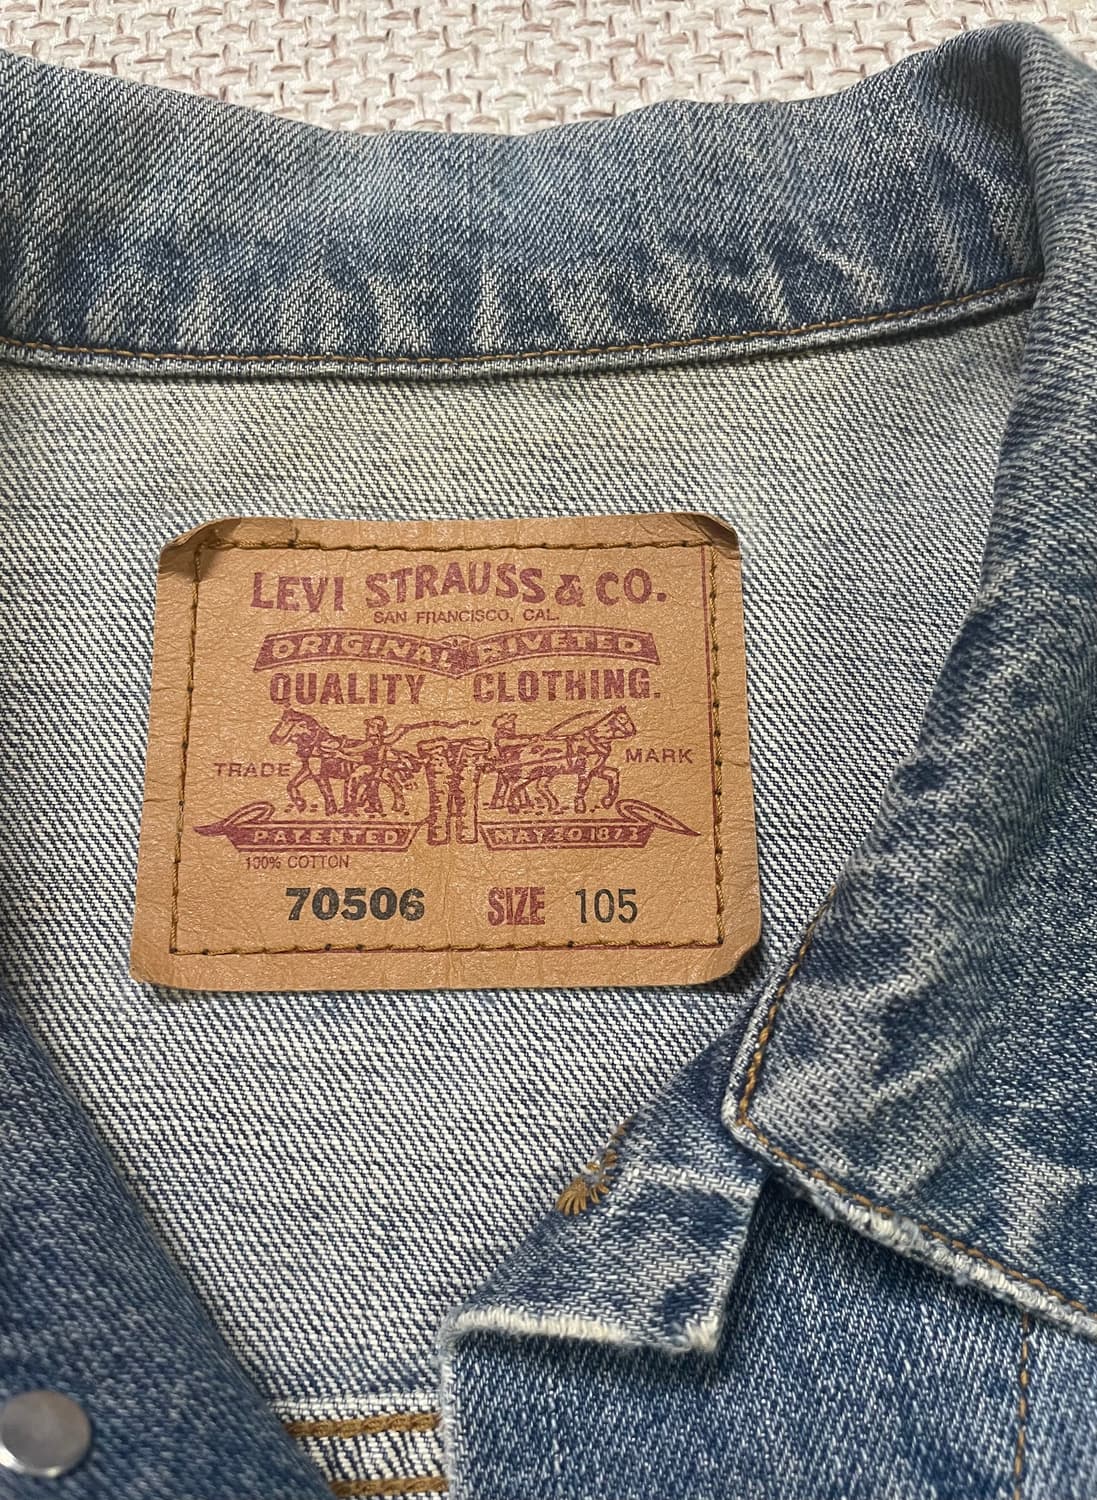 LEVI STRAUSS & CO.
SAN FRANCISCO, CAL.
ORIGINAL RIVETED
QUALITY CLOTHING.
TRADE MARK
PATENTED MAY 20 1873
100% COTTON
70506 SIZE 105